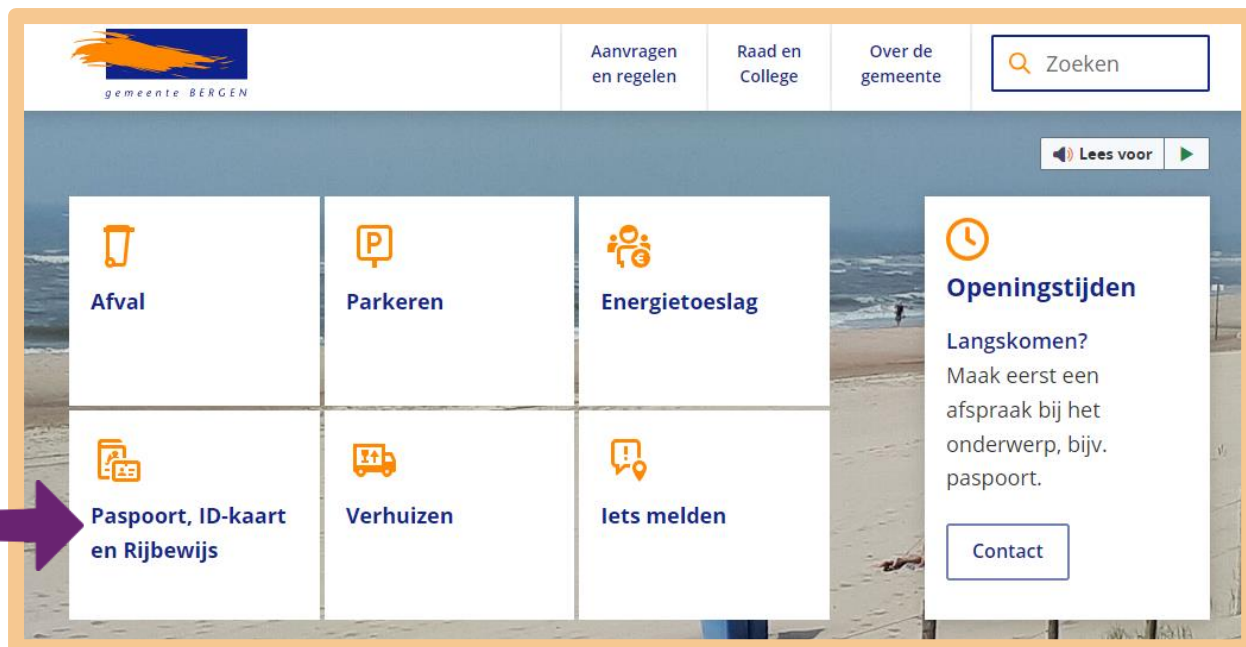 gemeente BERGEN
Aanvragen
en regelen
Raad en
College
Over de
gemeente
Zoeken
Lees voor
Afval
P
Parkeren
Energietoeslag
Openingstijden
Langskomen?
Maak eerst een
afspraak bij het
onderwerp, bijv.
paspoort.
Contact
Paspoort, ID-kaart
en Rijbewijs
Verhuizen
Iets melden